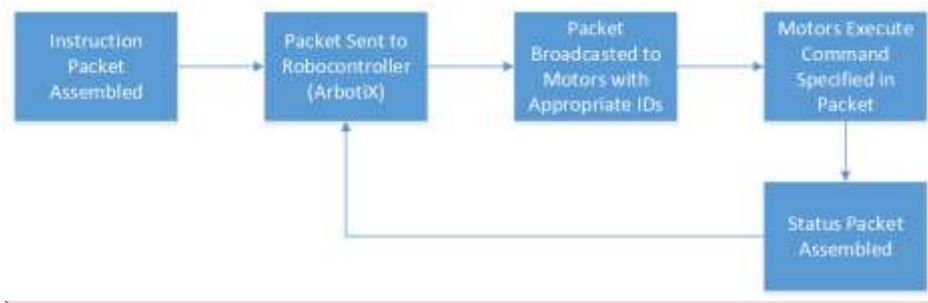 Instruction
Packet
Assembled
Packet Sent to
Robocontroller
(ArbotiX)
Packet
Broadcasted to
Motors with
Appropriate IDs
Motors Execute
Command
Specified in
Packet
Status Packet
Assembled